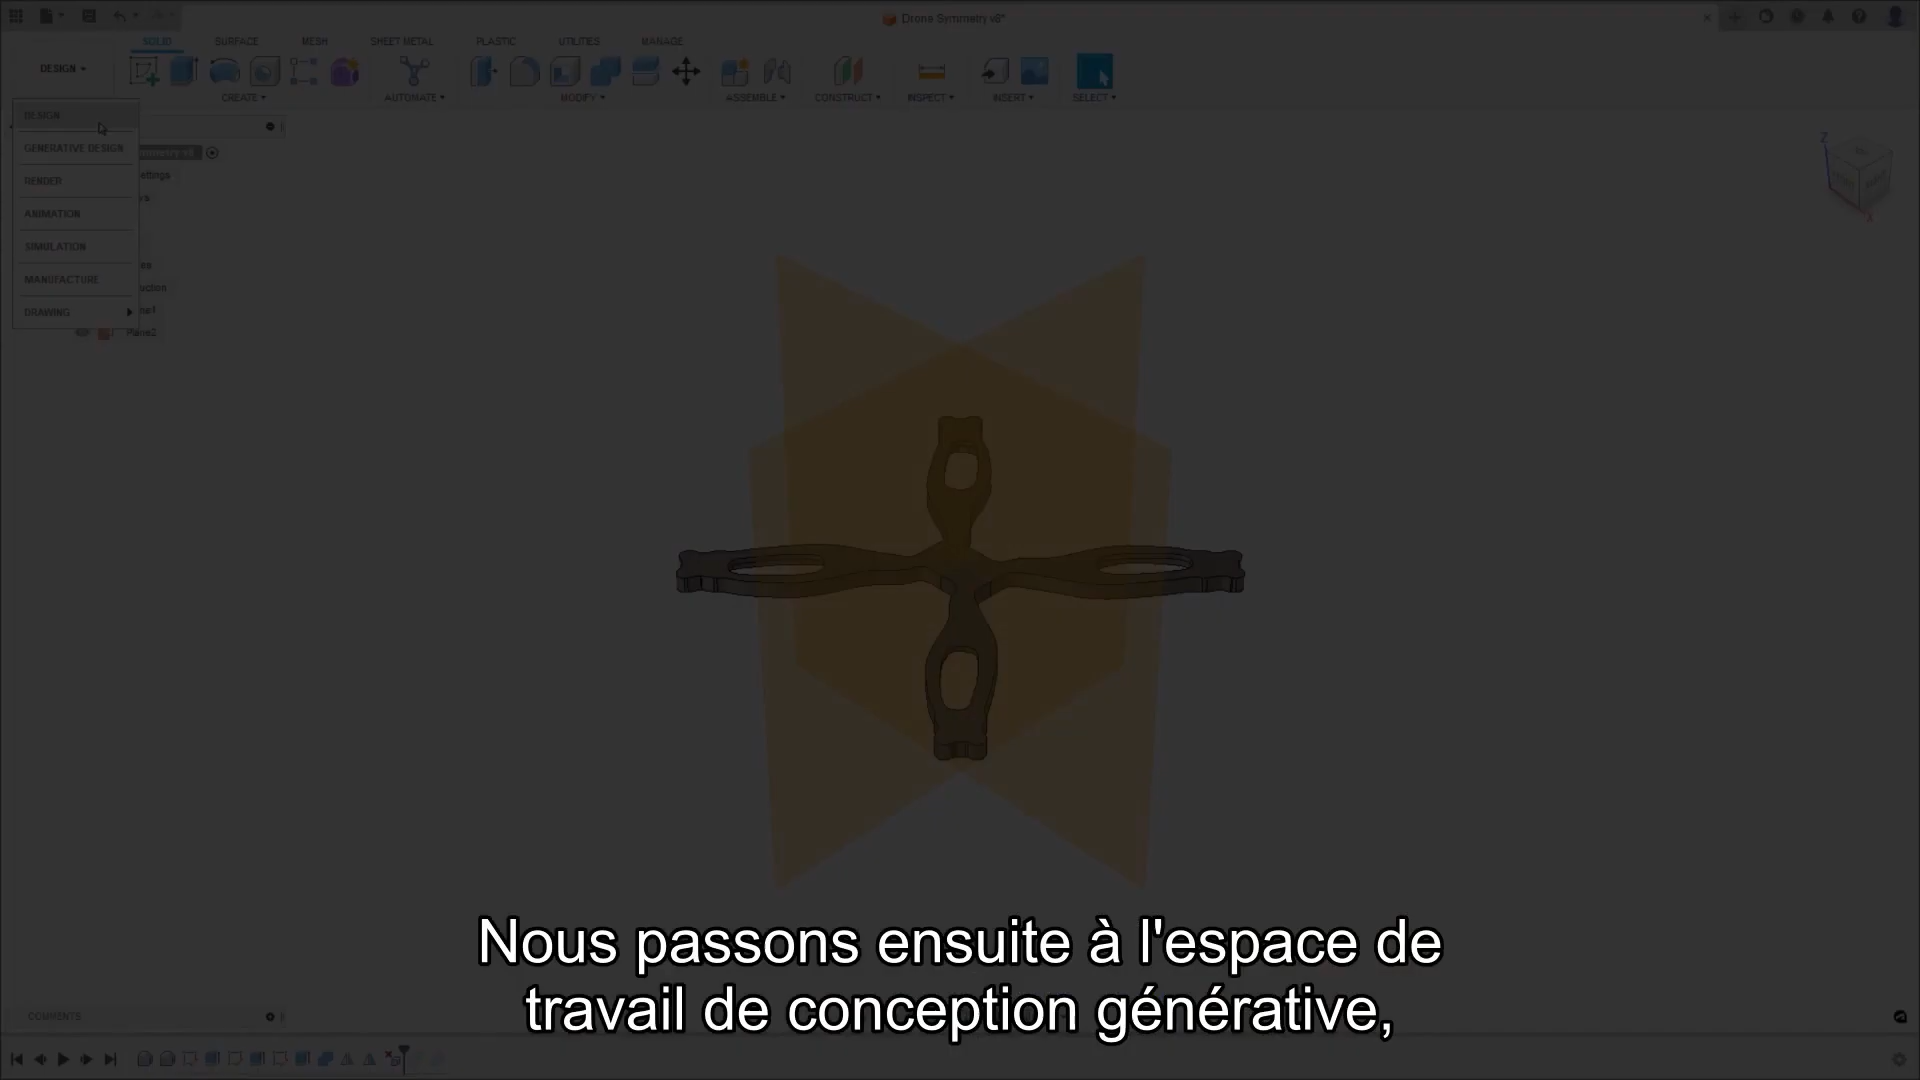 Drone Symmetry v8*
SOLID SURFACE MESH SHEET METAL PLASTIC UTILITIES MANAGE
DESIGN
CREATE AUTOMATE MODIFY ASSEMBLE CONSTRUCT INSPECT INSERT SELECT
DESIGN
GENERATIVE DESIGN
RENDER
ANIMATION
SIMULATION
MANUFACTURE
DRAWING
Plane2
Z
X
Nous passons ensuite à l'espace de
travail de conception générative,
COMMENTS